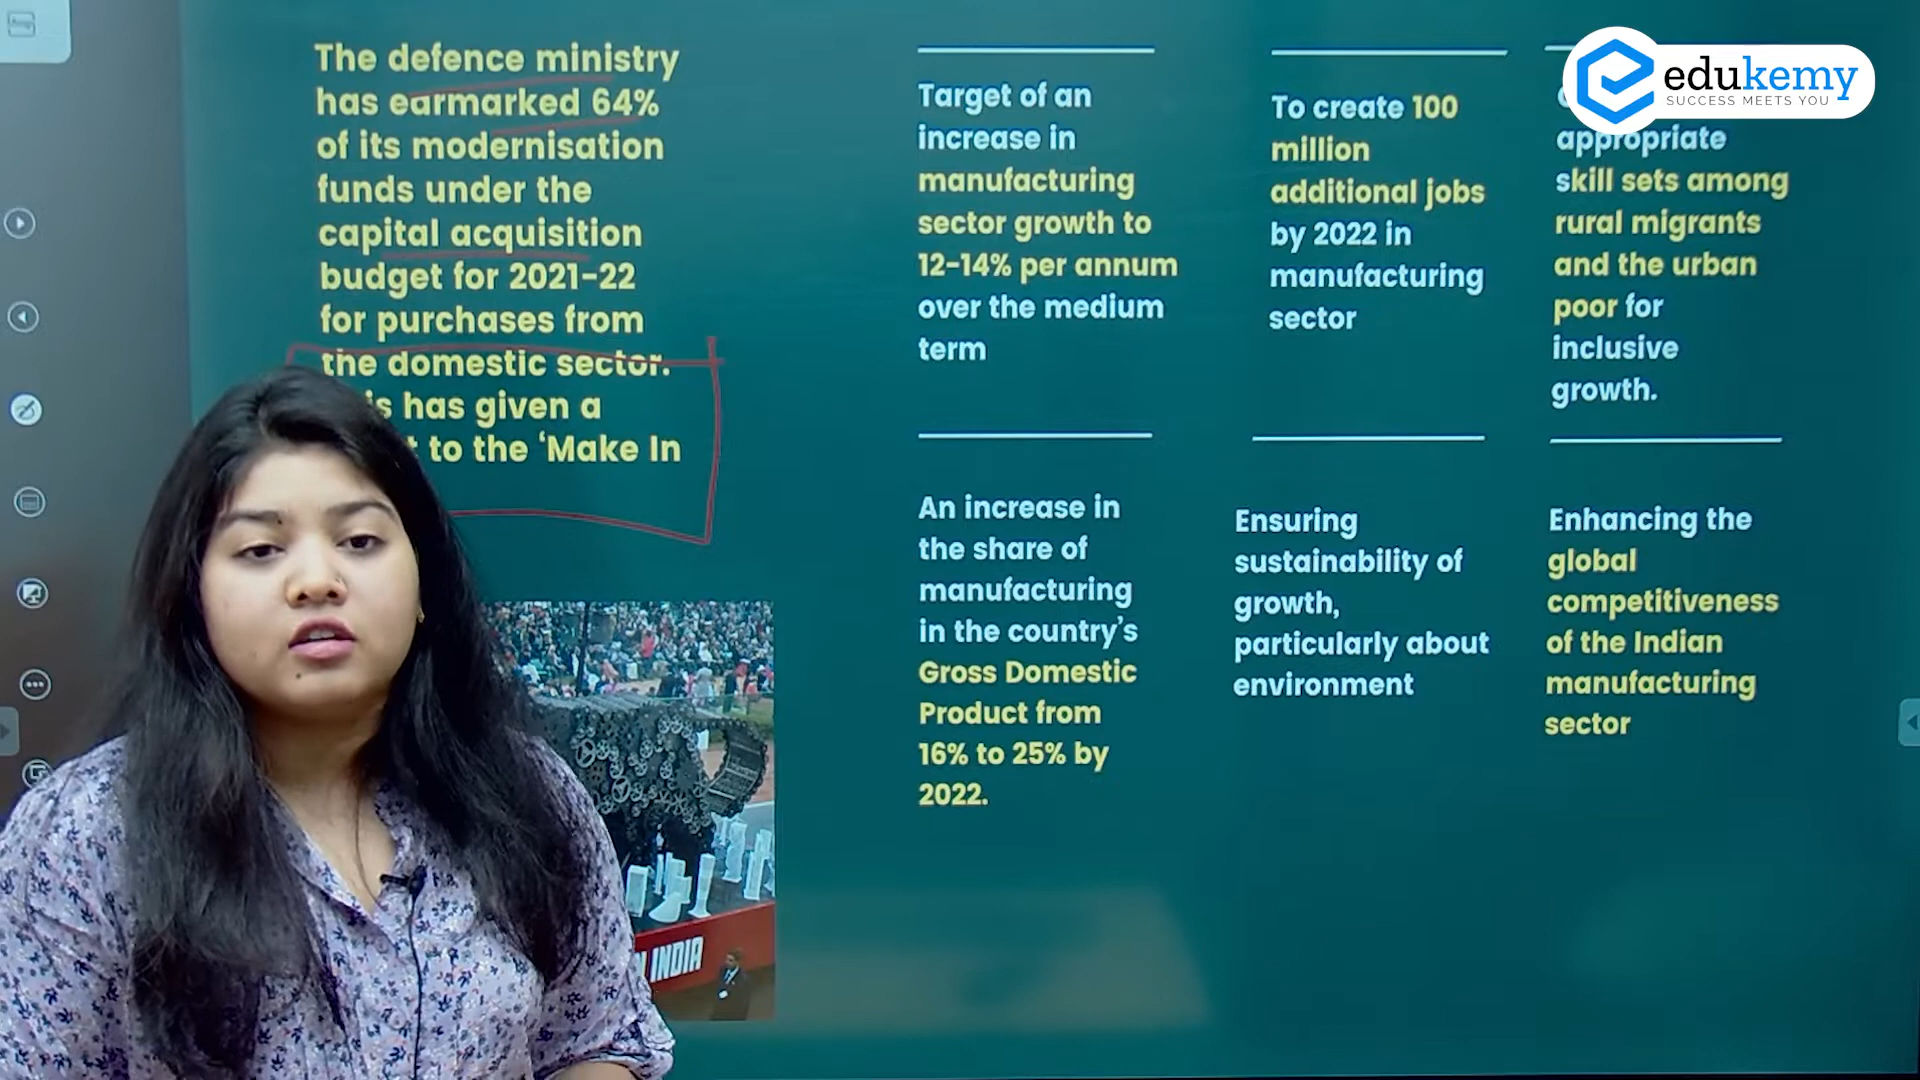 The defence ministry
has earmarked 64%
of its modernisation
funds under the
capital acquisition
budget for 2021-22
for purchases from
the domestic sector.
has given a
to the ‘Make In
INDIA
Target of an
increase in
manufacturing
sector growth to
12-14% per annum
over the medium
term
To create 100
million
additional jobs
by 2022 in
manufacturing
sector
edukemy
SUCCESS MEETS YOU
appropriate
skill sets among
rural migrants
and the urban
poor for
inclusive
growth.
An increase in
the share of
manufacturing
in the country’s
Gross Domestic
Product from
16% to 25% by
2022.
Ensuring
sustainability of
growth,
particularly about
environment
Enhancing the
global
competitiveness
of the Indian
manufacturing
sector